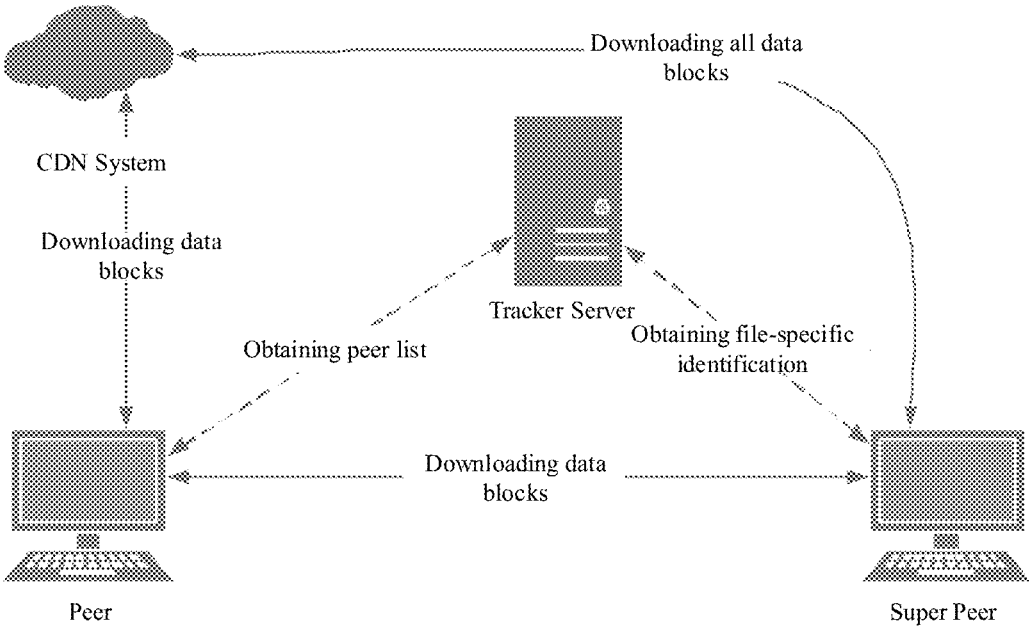 Downloading all data
blocks
CDN System
Downloading data
blocks
Tracker Server
Obtaining peer list
Obtaining file-specific
identification
Downloading data
blocks
Peer
Super Peer